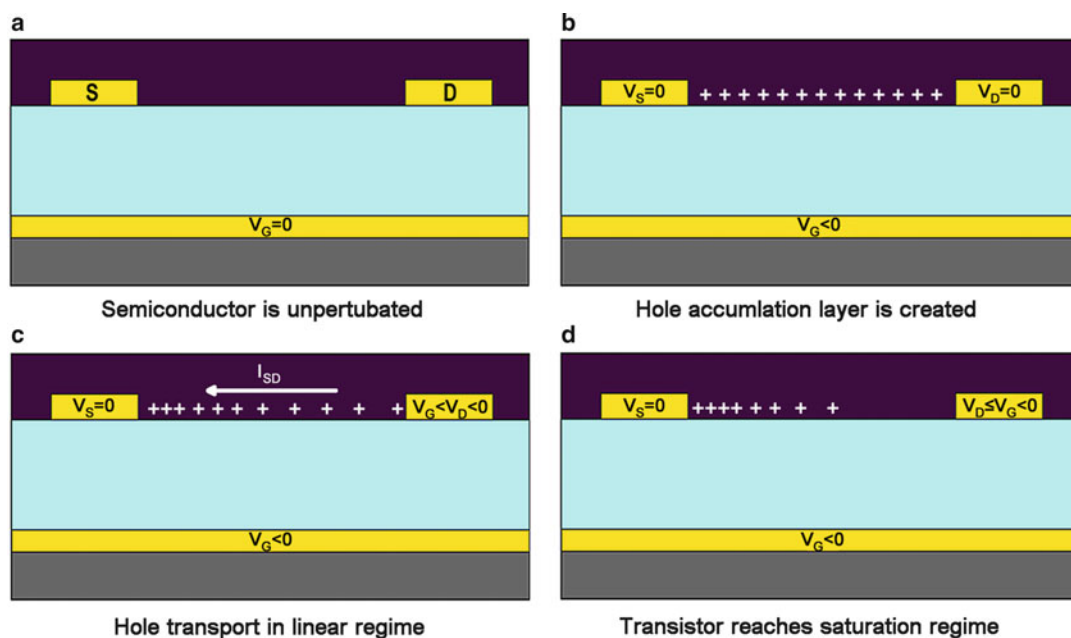 a
S
D
V_G=0
Semiconductor is unpertubated
b
V_S=0
+ + + + + + + + + + + + +
V_D=0
V_G<0
Hole accumlation layer is created
c
I_SD
V_S=0
+++ + + + + + + + +
V_G<V_D<0
V_G<0
Hole transport in linear regime
d
V_S=0
++++ + + + +
V_D≤V_G<0
V_G<0
Transistor reaches saturation regime